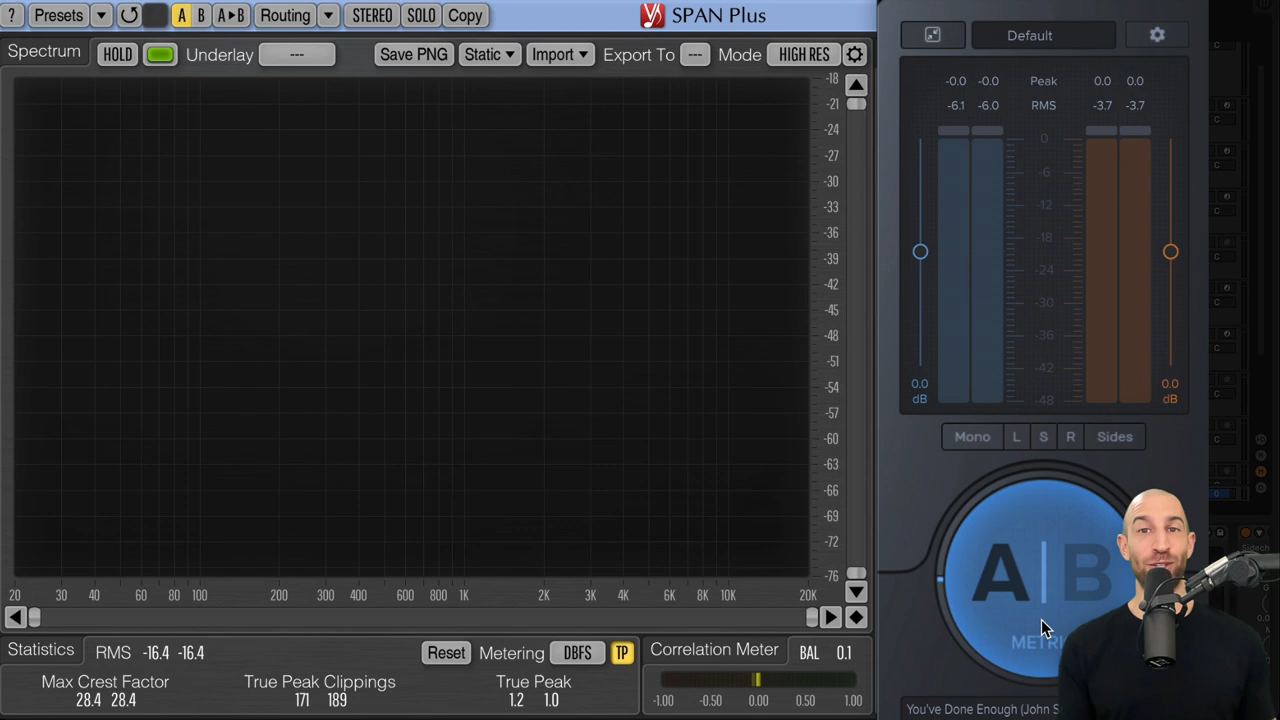 ? Presets A B A▸B Routing STEREO SOLO Copy SPAN Plus
Spectrum HOLD Underlay --- Save PNG Static Import Export To --- Mode HIGH RES
-18
-21
-24
-27
-30
-33
-36
-39
-42
-45
-48
-51
-54
-57
-60
-63
-66
-69
-72
-76
20 30 40 60 80 100 200 300 400 600 800 1K 2K 3K 4K 6K 8K 10K 20K
Statistics RMS -16.4 -16.4 Reset Metering DBFS TP
Max Crest Factor True Peak Clippings True Peak
28.4 28.4 171 189 1.2 1.0
Correlation Meter BAL 0.1
-1.00 -0.50 0.00 0.50 1.00
Default
-0.0 -0.0 Peak 0.0 0.0
-6.1 -6.0 RMS -3.7 -3.7
0
-6
-12
-18
-24
-30
-36
-42
-48
0.0 dB
0.0 dB
Mono L S R Sides
A|B
You've Done Enough (John S